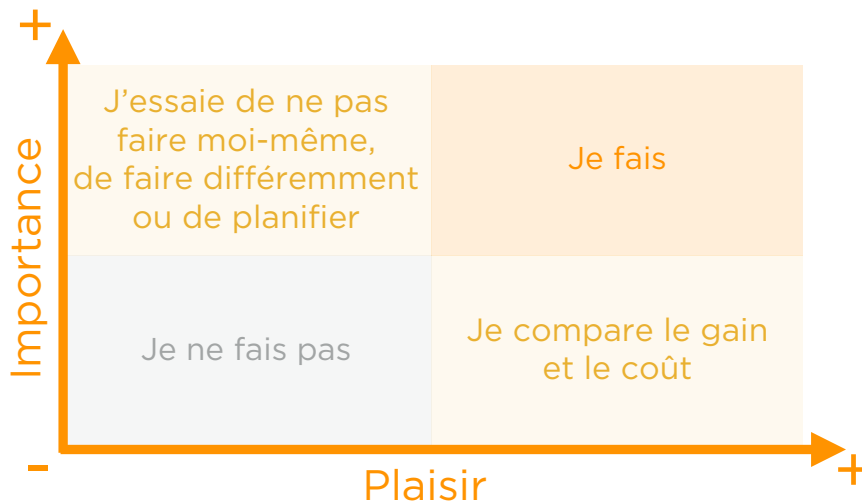 +
J'essaie de ne pas
faire moi-même,
de faire différemment
ou de planifier
Je fais
Importance
Je ne fais pas
Je compare le gain
et le coût
-
+
Plaisir